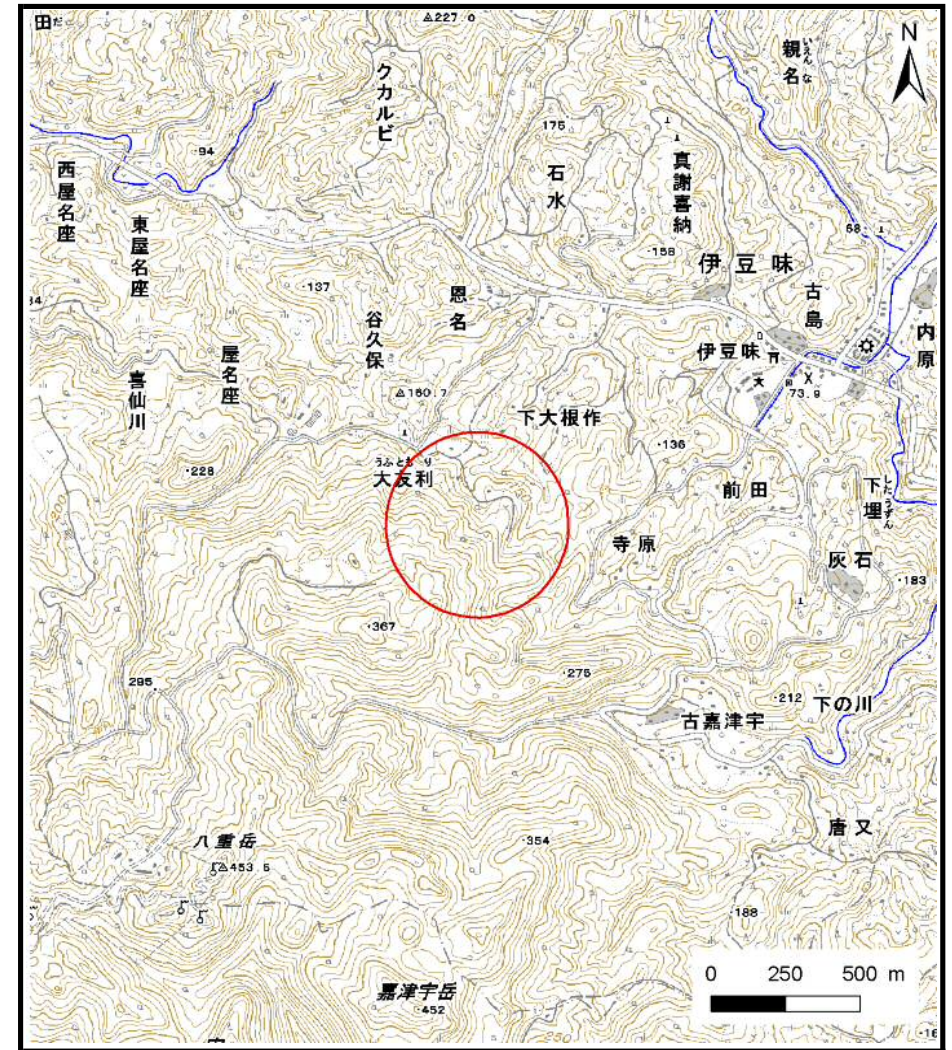 田だ
△227.0
N
親名
いえんな
クカルビ
175
石水
真謝喜納
・94
西屋名座
東屋名座
68
・158
伊豆味
古島
・137
恩名
谷久保
内原
伊豆味
屋名座
喜仙川
△160.7
73.9
下大根作
・136
・228
うふともり
大友利
前田
下埋
したうずん
寺原
灰石
・183
・367
・275
295
・212
下の川
古嘉津宇
八重岳
△453.6
・354
唐又
・188
0 250 500 m
嘉津宇岳
・452